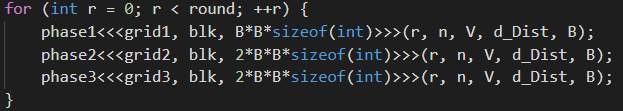 for (int r = 0; r < round; ++r) {
    phase1<<<grid1, blk, B*B*sizeof(int)>>>(r, n, V, d_Dist, B);
    phase2<<<grid2, blk, 2*B*B*sizeof(int)>>>(r, n, V, d_Dist, B);
    phase3<<<grid3, blk, 2*B*B*sizeof(int)>>>(r, n, V, d_Dist, B);
}